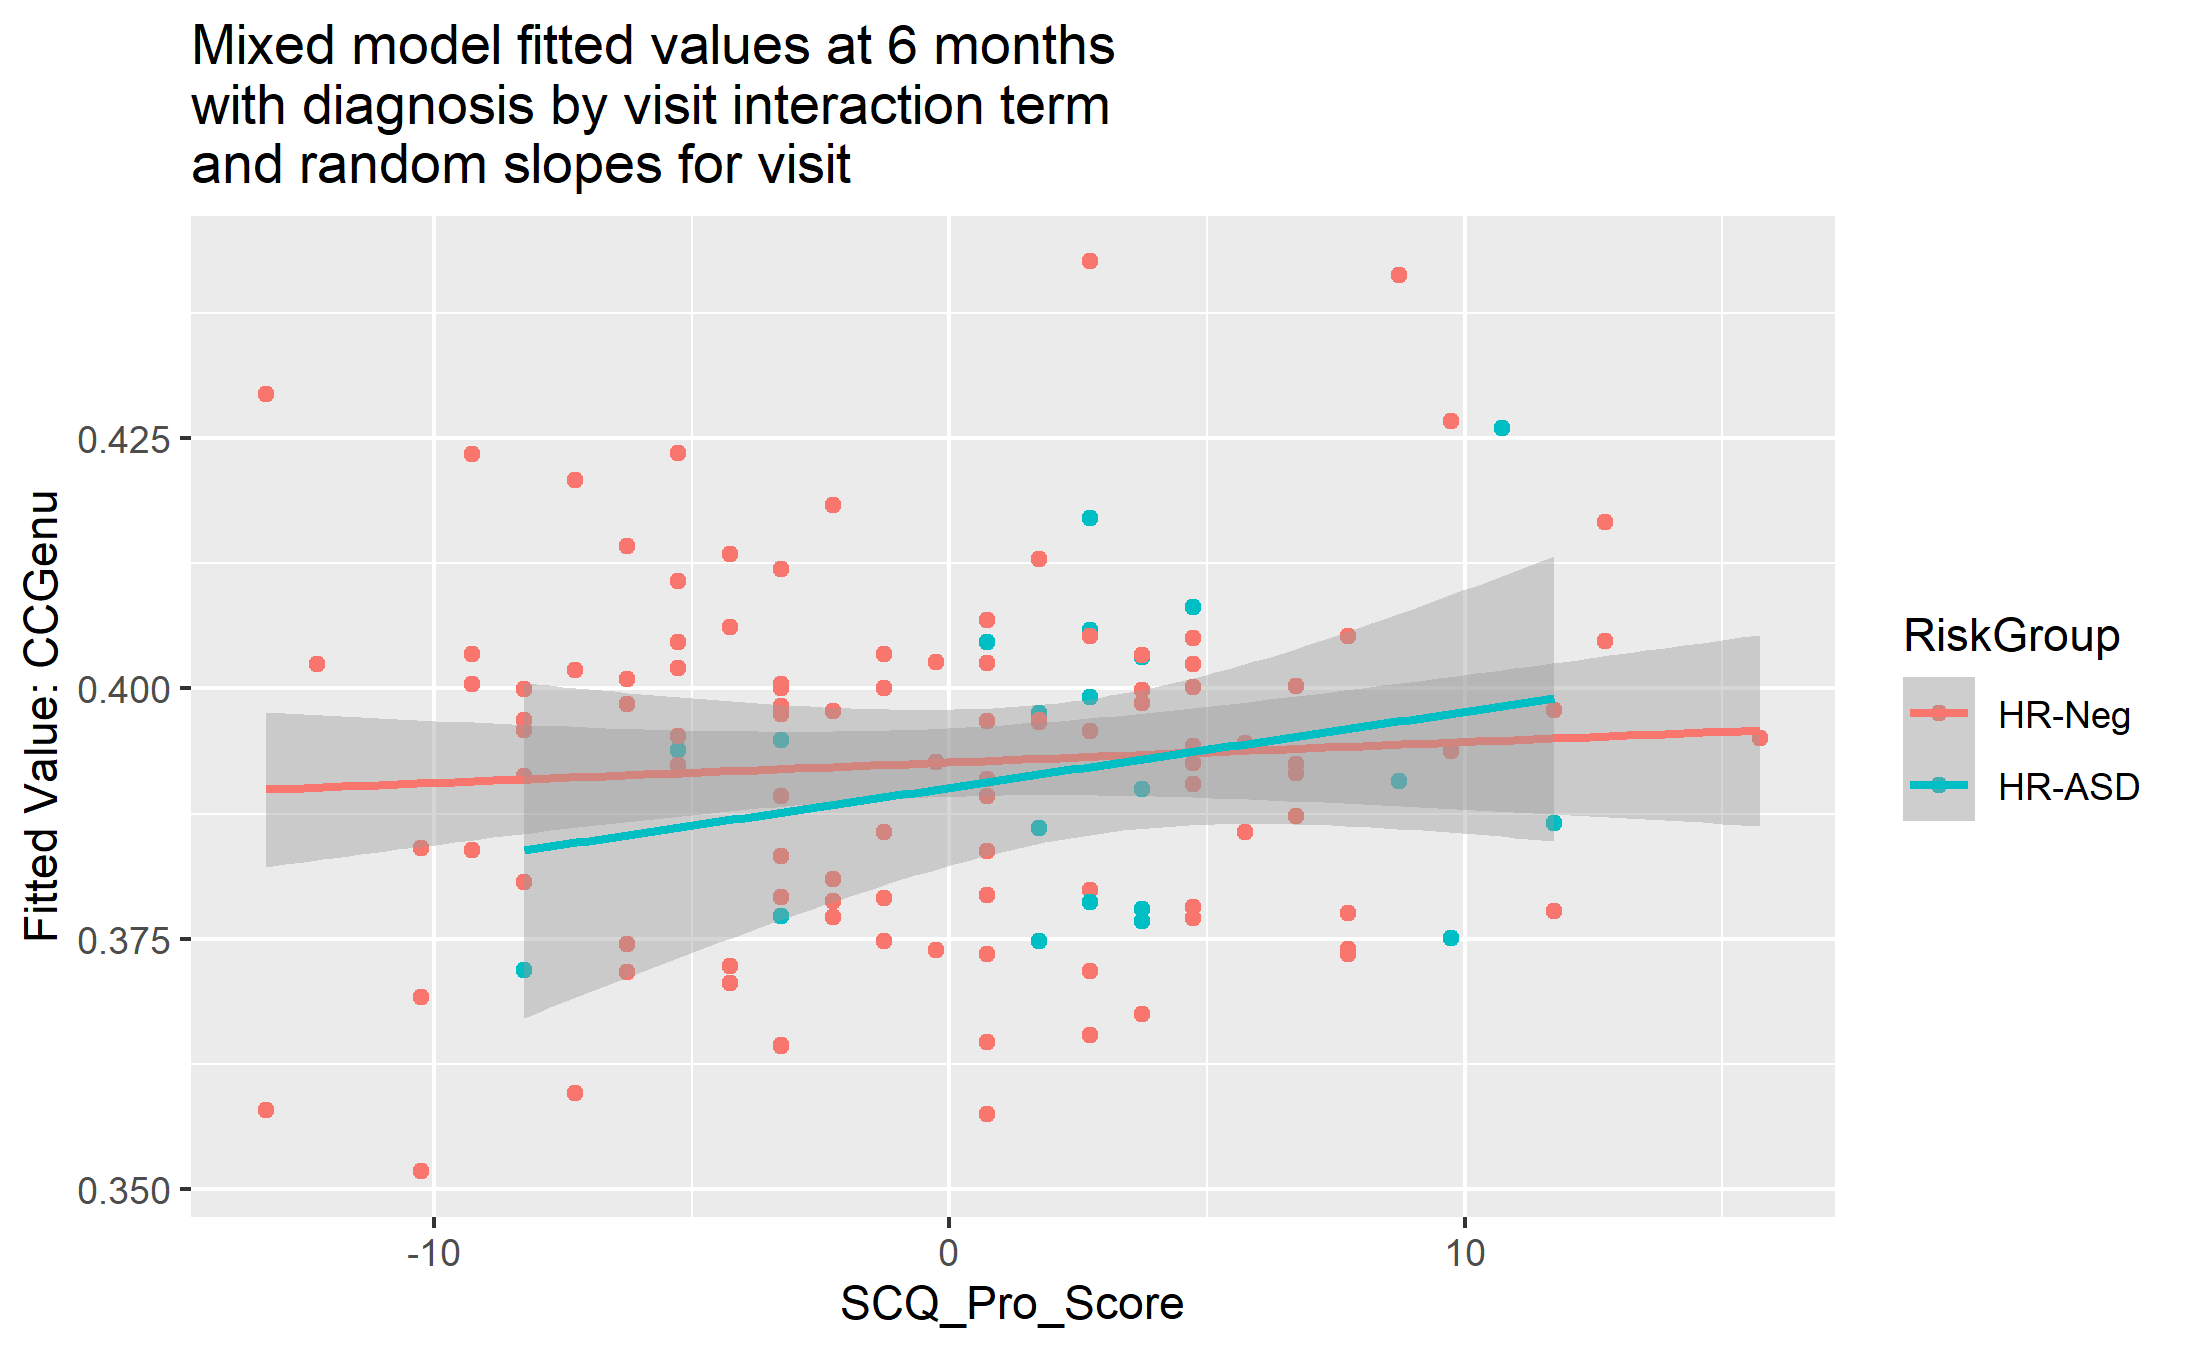 Mixed model fitted values at 6 months
with diagnosis by visit interaction term
and random slopes for visit
Fitted Value: CCGenu
0.425
0.400
0.375
0.350
-10
0
10
SCQ_Pro_Score
RiskGroup
HR-Neg
HR-ASD